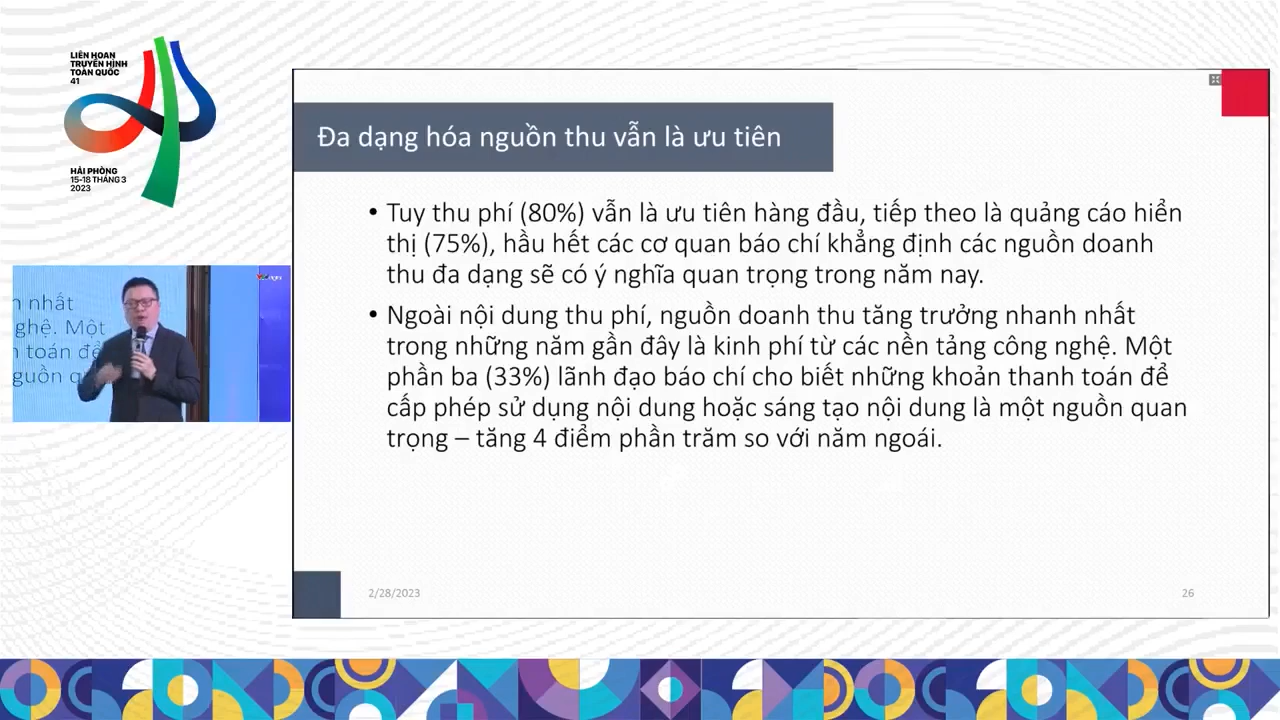 LIÊN HOAN
TRUYỀN HÌNH
TOÀN QUỐC
41
HẢI PHÒNG
15-18 THÁNG 3
2023
Đa dạng hóa nguồn thu vẫn là ưu tiên
• Tuy thu phí (80%) vẫn là ưu tiên hàng đầu, tiếp theo là quảng cáo hiển
thị (75%), hầu hết các cơ quan báo chí khẳng định các nguồn doanh
thu đa dạng sẽ có ý nghĩa quan trọng trong năm nay.
• Ngoài nội dung thu phí, nguồn doanh thu tăng trưởng nhanh nhất
trong những năm gần đây là kinh phí từ các nền tảng công nghệ. Một
phần ba (33%) lãnh đạo báo chí cho biết những khoản thanh toán để
cấp phép sử dụng nội dung hoặc sáng tạo nội dung là một nguồn quan
trọng – tăng 4 điểm phần trăm so với năm ngoái.
2/28/2023
26
n nhất
ghệ. Một
n toán để
guồn qu